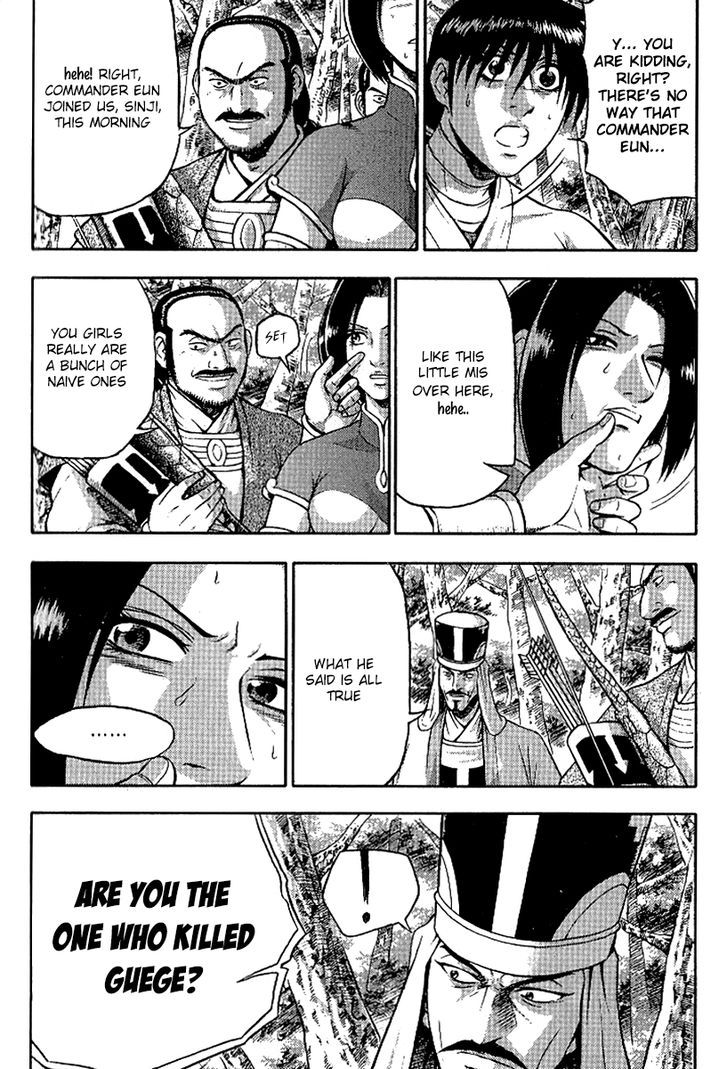 Y... YOU
ARE KIDDING,
RIGHT?
THERE'S NO
WAY THAT
COMMANDER
EUN...
hehe! RIGHT,
COMMANDER EUN
JOINED US, SINJI,
THIS MORNING
LIKE THIS
LITTLE MIS
OVER HERE,
hehe..
SET
YOU GIRLS
REALLY ARE
A BUNCH OF
NAIVE ONES
WHAT HE
SAID IS ALL
TRUE
......
!
ARE YOU THE
ONE WHO KILLED
GUEGE?